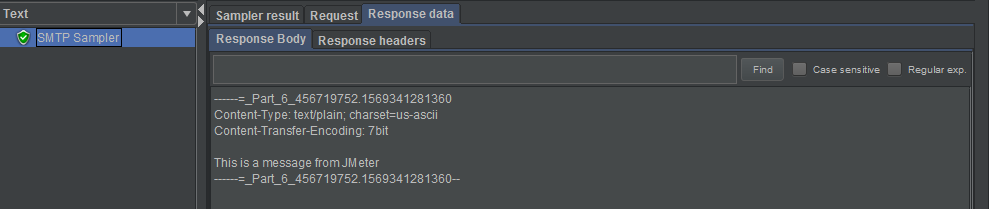 Text
SMTP Sampler
Sampler result Request Response data
Response Body Response headers
Find Case sensitive Regular exp.
------=_Part_6_456719752.1569341281360
Content-Type: text/plain; charset=us-ascii
Content-Transfer-Encoding: 7bit
This is a message from JMeter
------=_Part_6_456719752.1569341281360--